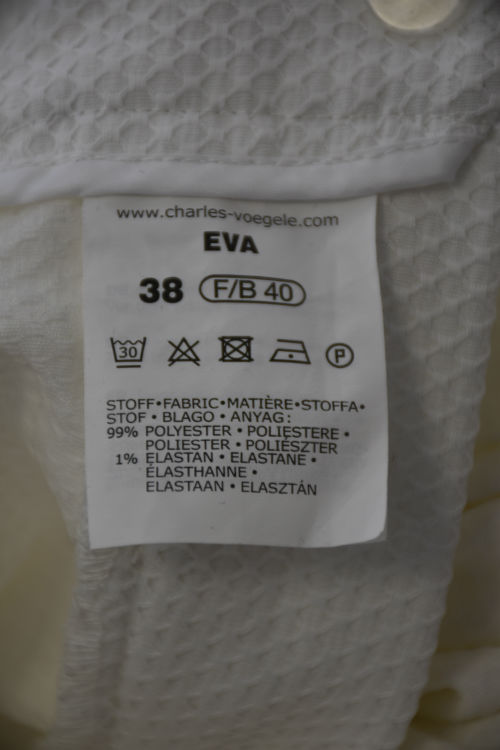 www.charles-voegele.com
EVA
38 F/B 40
30 P
STOFF•FABRIC•MATIÈRE•STOFFA•
STOF • BLAGO • ANYAG:
99% POLYESTER • POLIESTERE •
POLIESTER • POLIÉSZTER
1% ELASTAN • ELASTANE •
ÉLASTHANNE •
ELASTAAN • ELASZTÁN